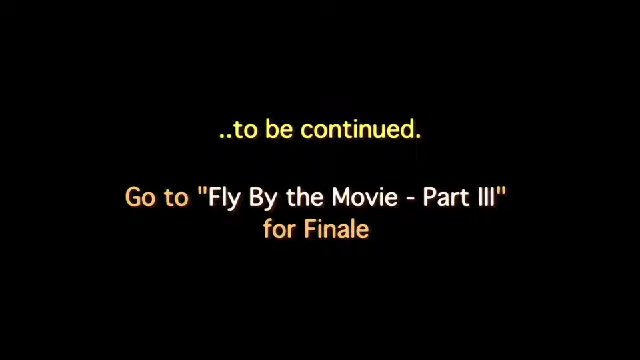 ..to be continued.
Go to "Fly By the Movie - Part III"
for Finale